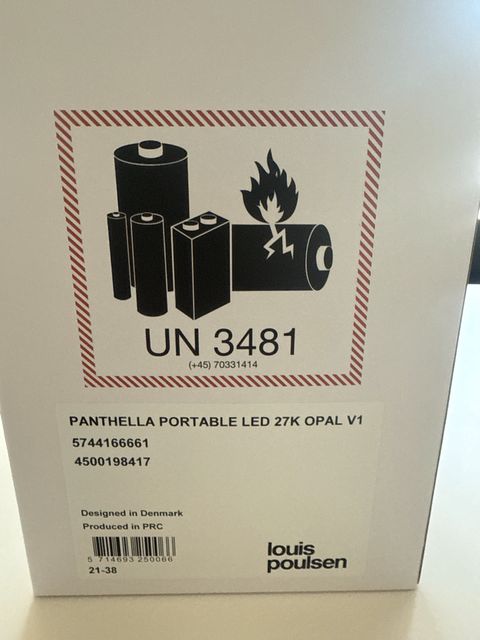 UN 3481
(+45) 70331414
PANTHELLA PORTABLE LED 27K OPAL V1
5744166661
4500198417
Designed in Denmark
Produced in PRC
5 714693 250066
21-38
louis
poulsen